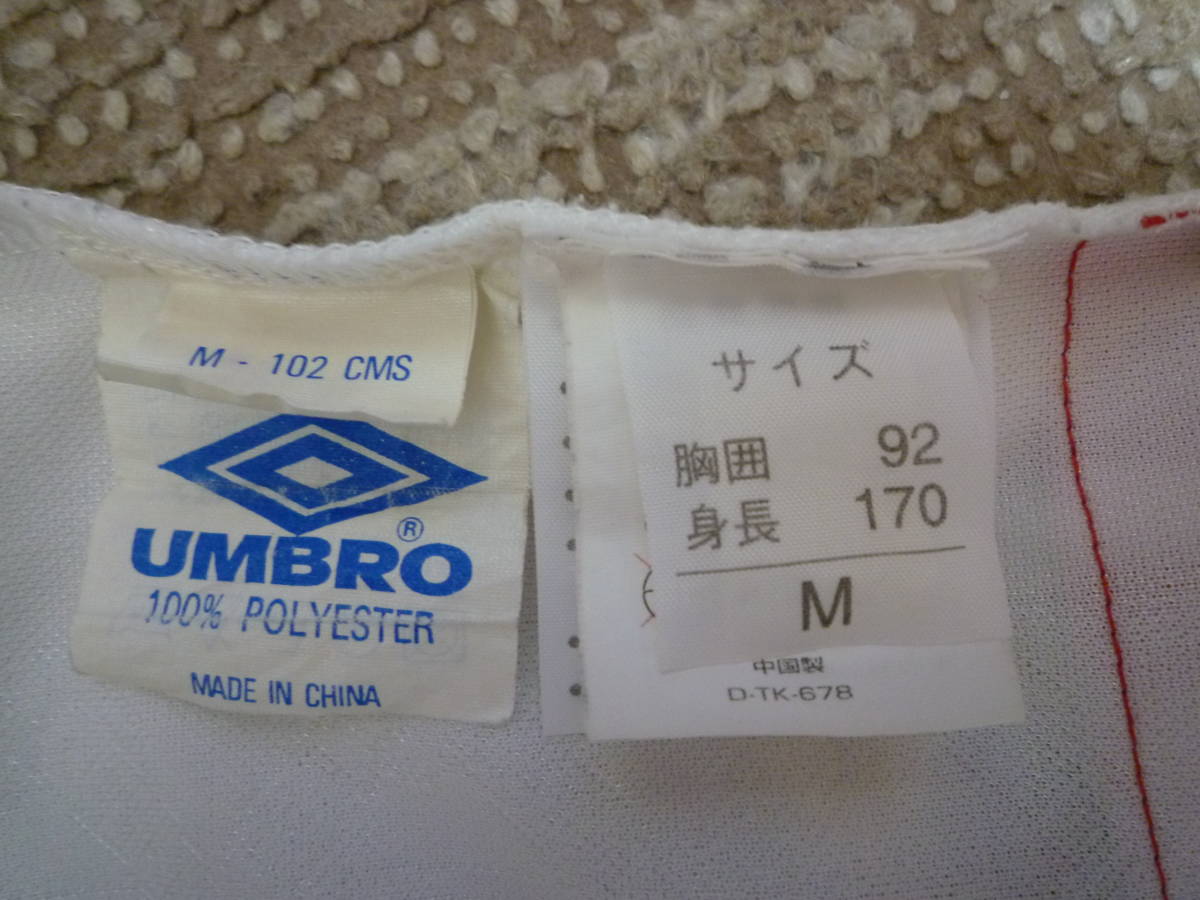 M - 102 CMS
®
UMBRO
100% POLYESTER
MADE IN CHINA
サイズ
胸囲 92
身長 170
M
中国製
D-TK-678